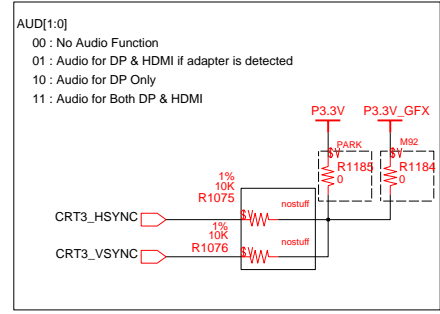 AUD[1:0]
00 : No Audio Function
01 : Audio for DP & HDMI if adapter is detected
10 : Audio for DP Only
11 : Audio for Both DP & HDMI
P3.3V P3.3V_GFX
PARK M92
$V $V
R1185 R1184
0 0
1%
10K
R1075
nostuff
CRT3_HSYNC $V
1%
10K
R1076
nostuff
CRT3_VSYNC $V